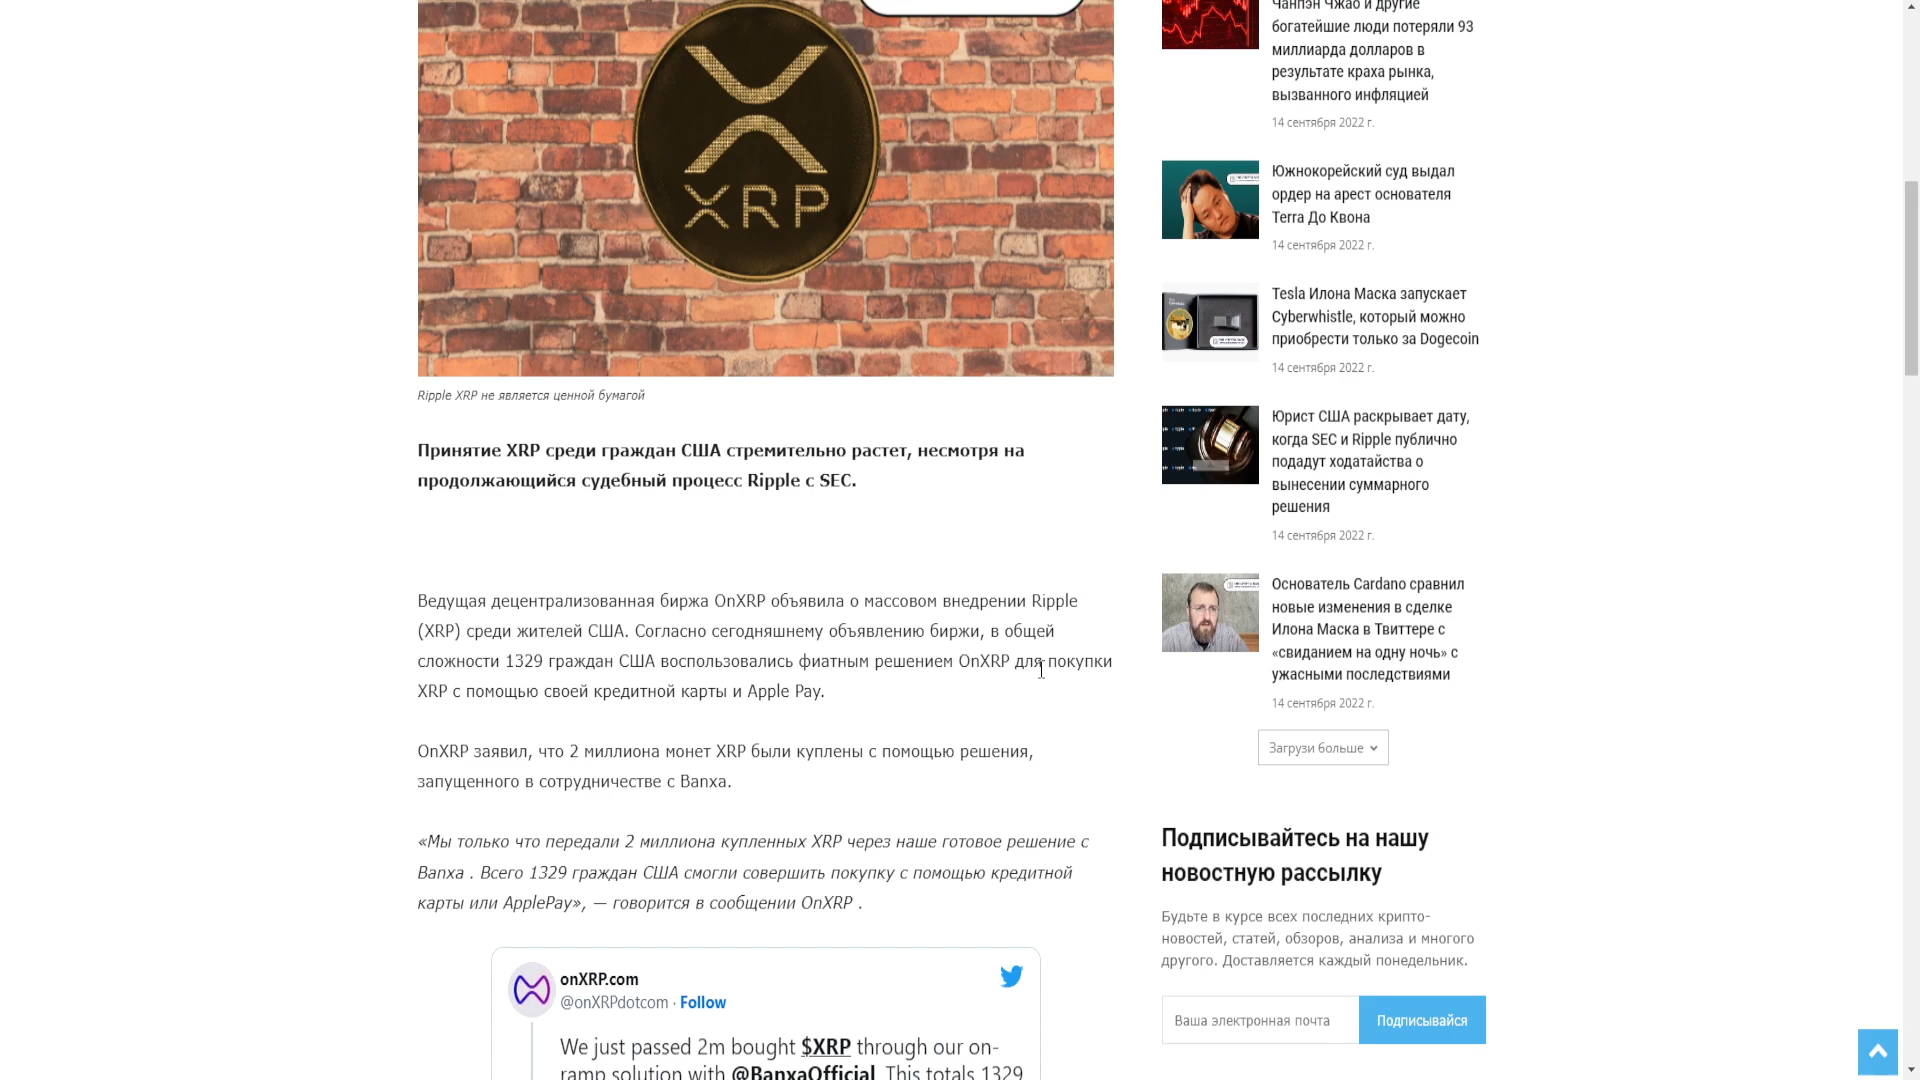 XRP
Ripple XRP не является ценной бумагой
Принятие XRP среди граждан США стремительно растет, несмотря на
продолжающийся судебный процесс Ripple с SEC.
Ведущая децентрализованная биржа OnXRP объявила о массовом внедрении Ripple
(XRP) среди жителей США. Согласно сегодняшнему объявлению биржи, в общей
сложности 1329 граждан США воспользовались фиатным решением OnXRP для покупки
XRP с помощью своей кредитной карты и Apple Pay.
OnXRP заявил, что 2 миллиона монет XRP были куплены с помощью решения,
запущенного в сотрудничестве с Banxa.
«Мы только что передали 2 миллиона купленных XRP через наше готовое решение с
Banxa . Всего 1329 граждан США смогли совершить покупку с помощью кредитной
карты или ApplePay», — говорится в сообщении OnXRP .
onXRP.com
@onXRPdotcom · Follow
We just passed 2m bought $XRP through our on-
ramp solution with @BanxaOfficial. This totals 1329
Чанпэн Чжао и другие
богатейшие люди потеряли 93
миллиарда долларов в
результате краха рынка,
вызванного инфляцией
14 сентября 2022 г.
Южнокорейский суд выдал
ордер на арест основателя
Terra До Квона
14 сентября 2022 г.
Tesla Илона Маска запускает
Cyberwhistle, который можно
приобрести только за Dogecoin
14 сентября 2022 г.
Юрист США раскрывает дату,
когда SEC и Ripple публично
подадут ходатайства о
вынесении суммарного
решения
14 сентября 2022 г.
Основатель Cardano сравнил
новые изменения в сделке
Илона Маска в Твиттере с
«свиданием на одну ночь» с
ужасными последствиями
14 сентября 2022 г.
Загрузи больше
Подписывайтесь на нашу
новостную рассылку
Будьте в курсе всех последних крипто-
новостей, статей, обзоров, анализа и многого
другого. Доставляется каждый понедельник.
Ваша электронная почта
Подписывайся